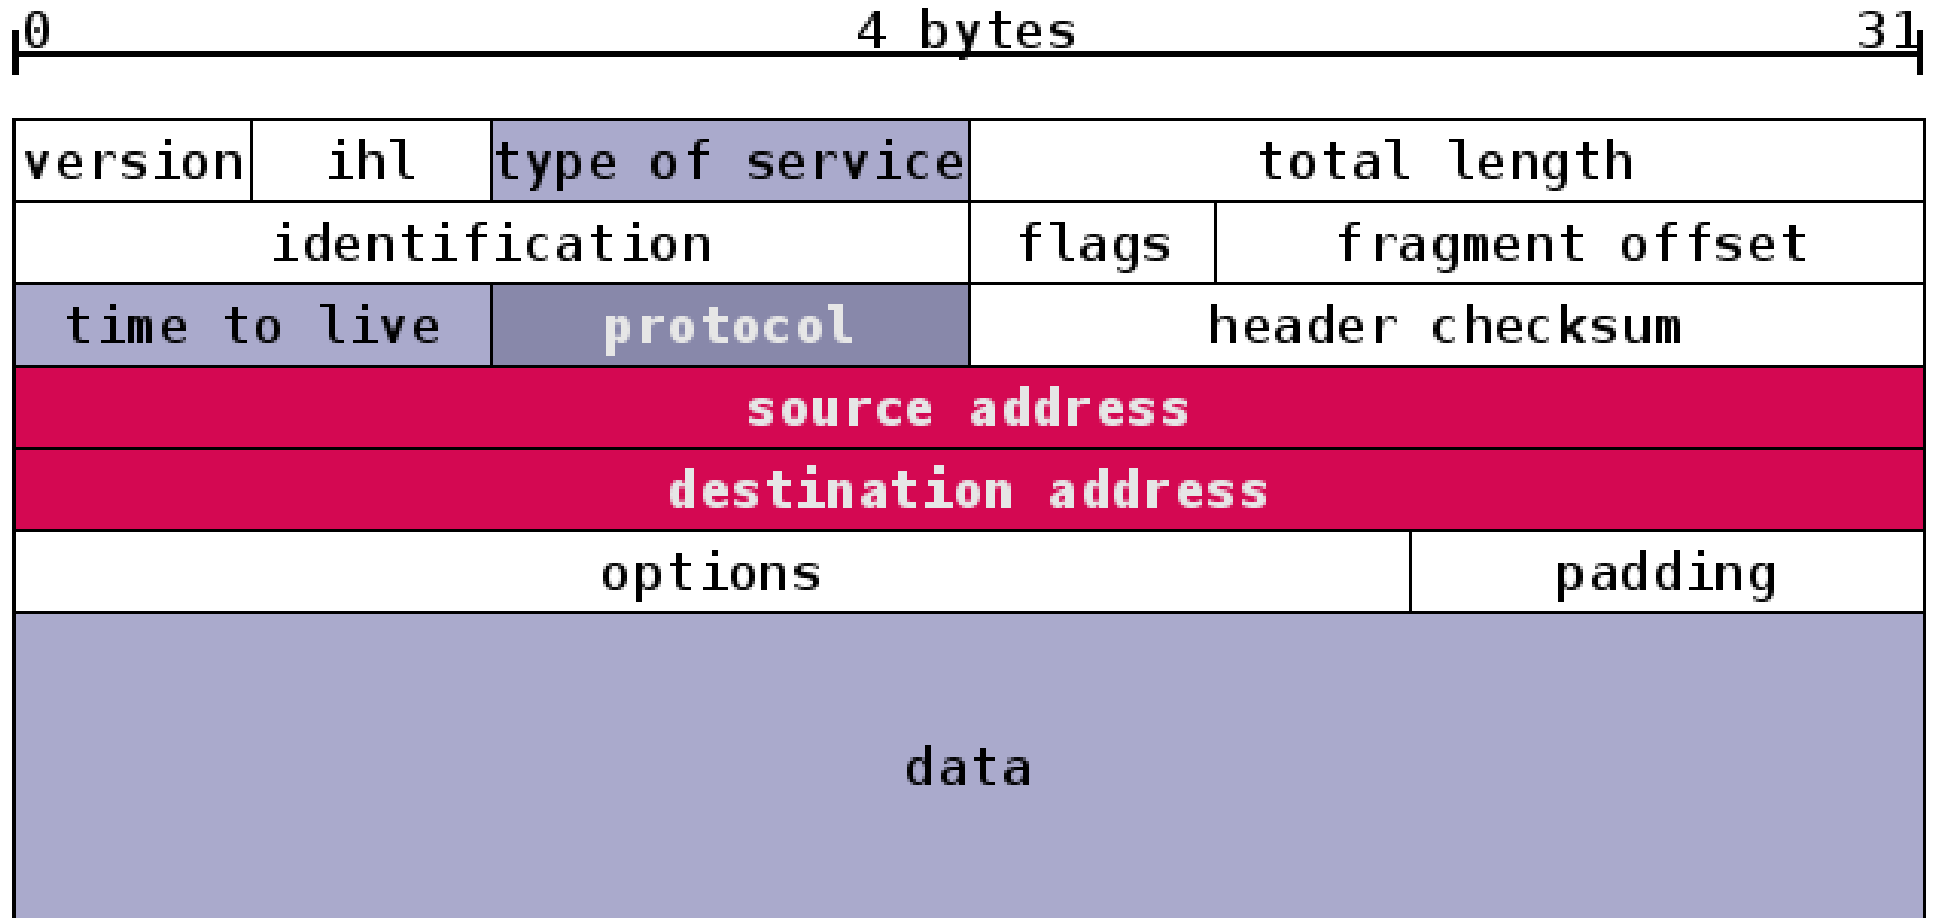 0 4 bytes 31
version ihl type of service total length
identification flags fragment offset
time to live protocol header checksum
source address
destination address
options padding
data